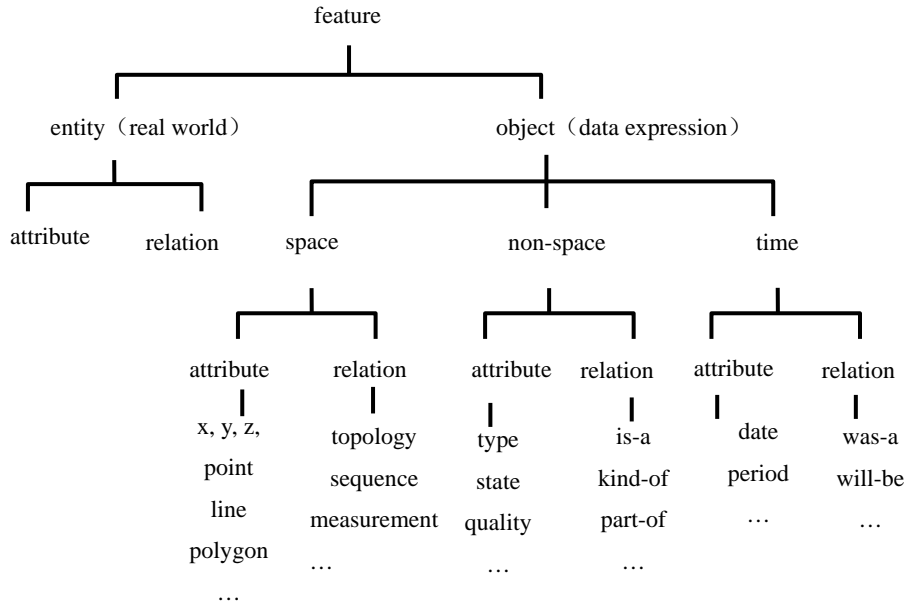 feature
entity（real world）
object（data expression）
attribute
relation
space
non-space
time
attribute
relation
attribute
relation
attribute
relation
x, y, z,
point
line
polygon
…
topology
sequence
measurement
…
type
state
quality
…
is-a
kind-of
part-of
…
date
period
…
was-a
will-be
…